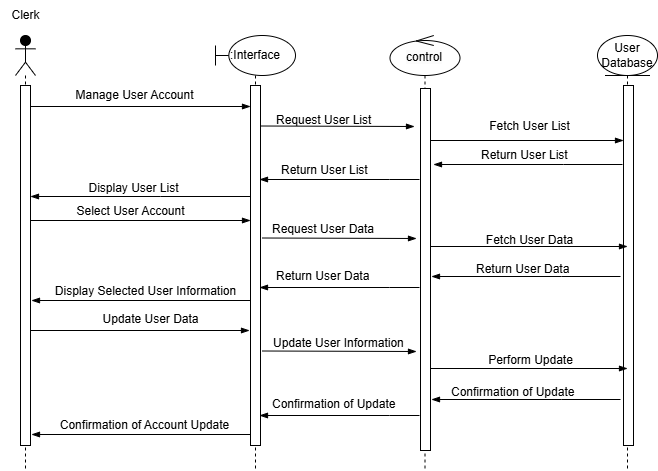 Clerk
:Interface
control
User
Database
Manage User Account
Request User List
Fetch User List
Return User List
Return User List
Display User List
Select User Account
Request User Data
Fetch User Data
Return User Data
Return User Data
Display Selected User Information
Update User Data
Update User Information
Perform Update
Confirmation of Update
Confirmation of Update
Confirmation of Account Update